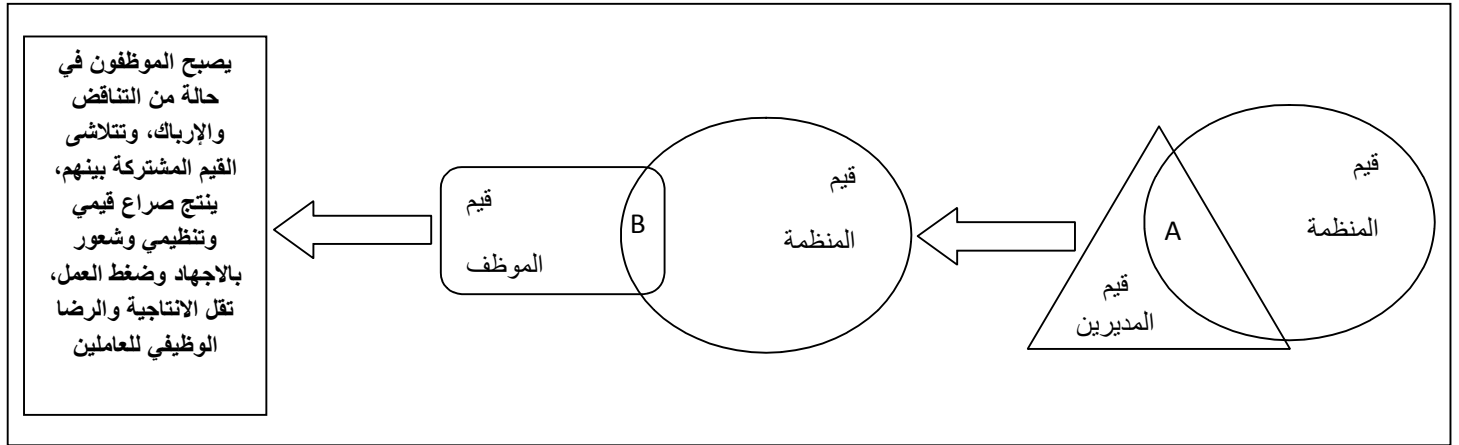 قيم
المنظمة
A
قيم
المديرين
قيم
المنظمة
B
قيم
الموظف
يصبح الموظفون في
حالة من التناقض
والإرباك، وتتلاشى
القيم المشتركة بينهم،
ينتج صراع قيمي
وتنظيمي وشعور
بالاجهاد وضغط العمل،
تقل الانتاجية والرضا
الوظيفي للعاملين